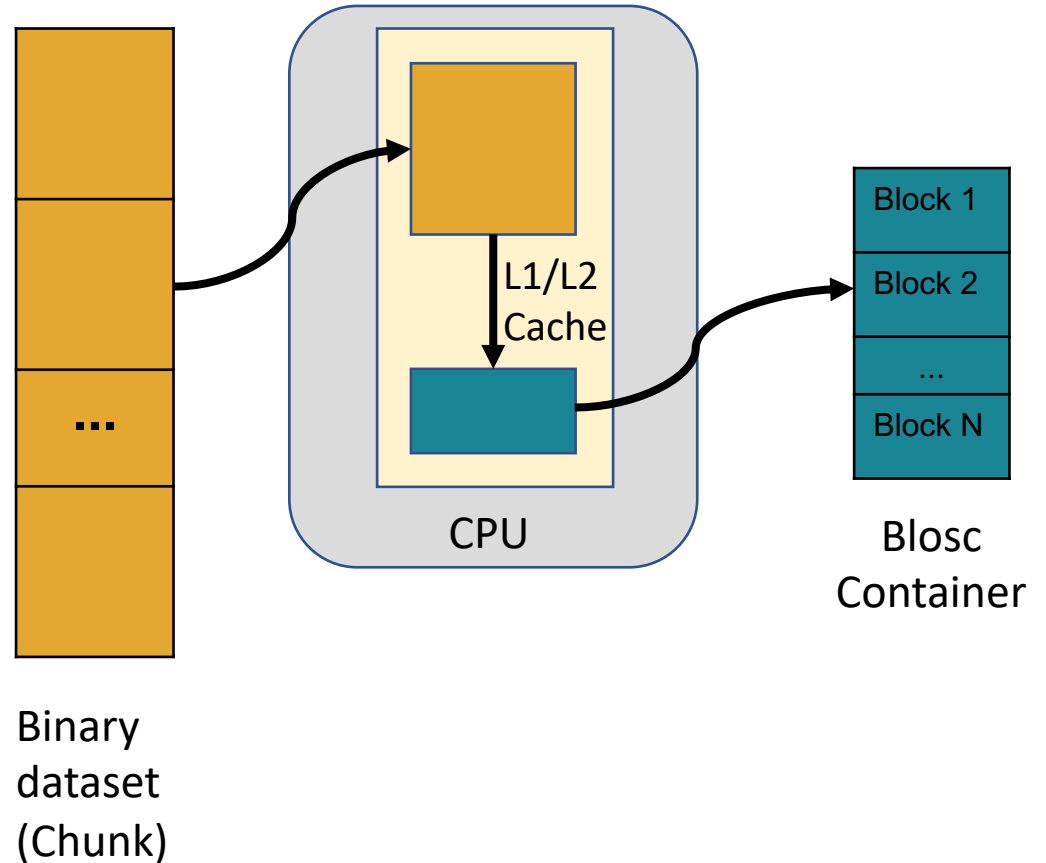 ...
Binary
dataset
(Chunk)
L1/L2
Cache
CPU
Block 1
Block 2
...
Block N
Blosc
Container